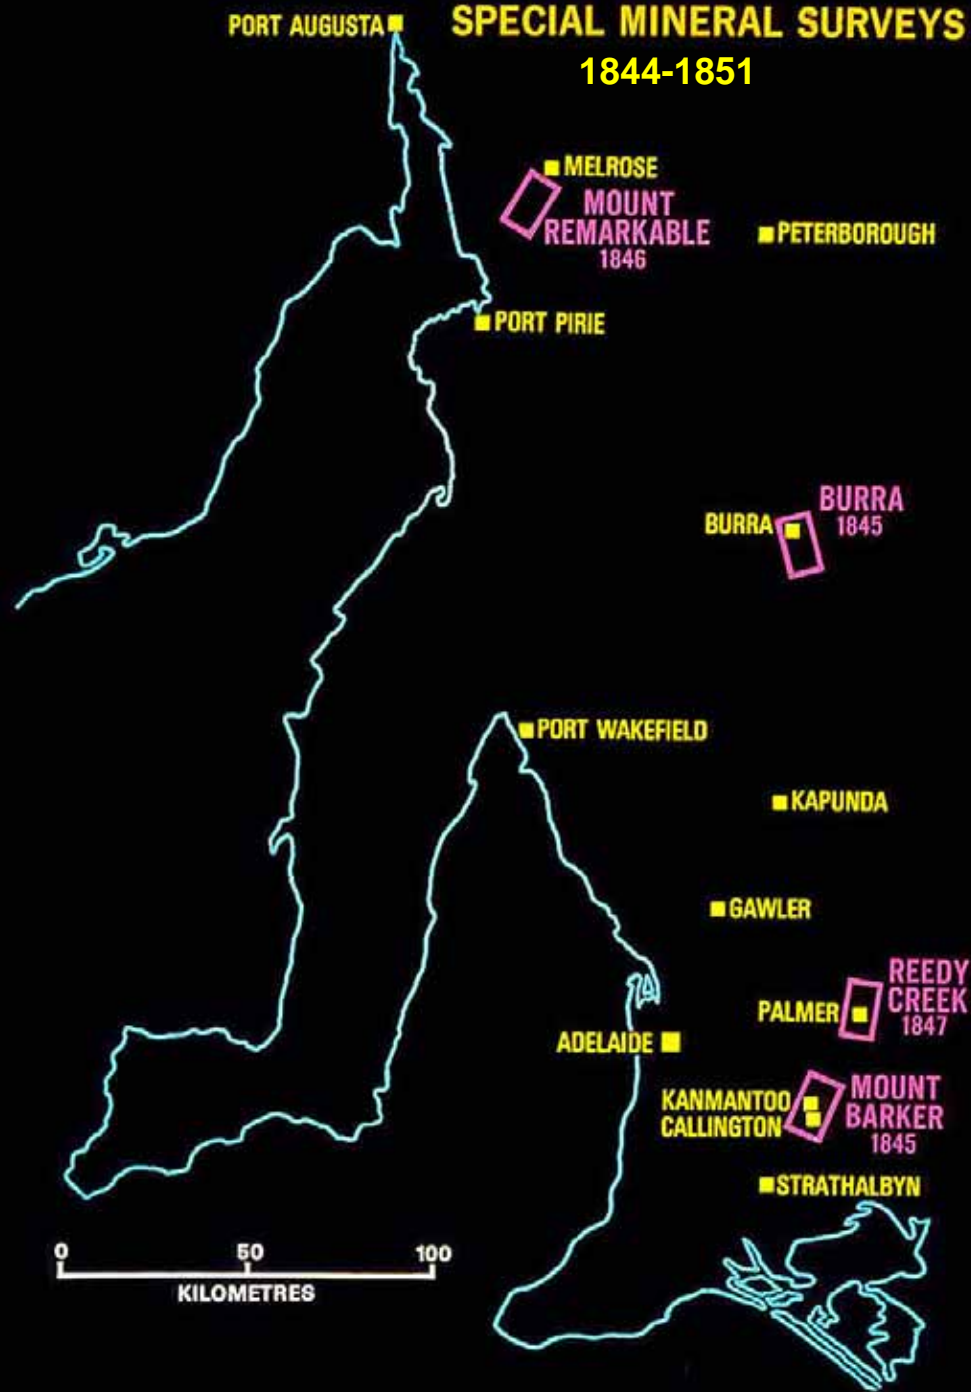 SPECIAL MINERAL SURVEYS
1844-1851
PORT AUGUSTA
MELROSE
MOUNT
REMARKABLE
1846
PETERBOROUGH
PORT PIRIE
BURRA
1845
BURRA
PORT WAKEFIELD
KAPUNDA
GAWLER
REEDY
CREEK
1847
PALMER
ADELAIDE
KANMANTOO
CALLINGTON
MOUNT
BARKER
1845
STRATHALBYN
0 50 100
KILOMETRES